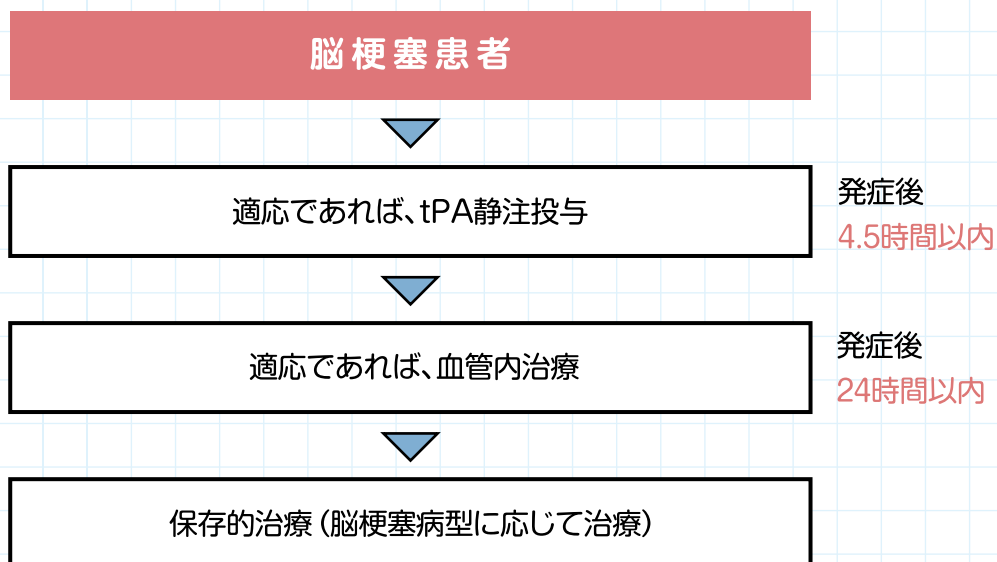 脳梗塞患者
適応であれば、tPA静注投与
発症後
4.5時間以内
適応であれば、血管内治療
発症後
24時間以内
保存的治療（脳梗塞病型に応じて治療）